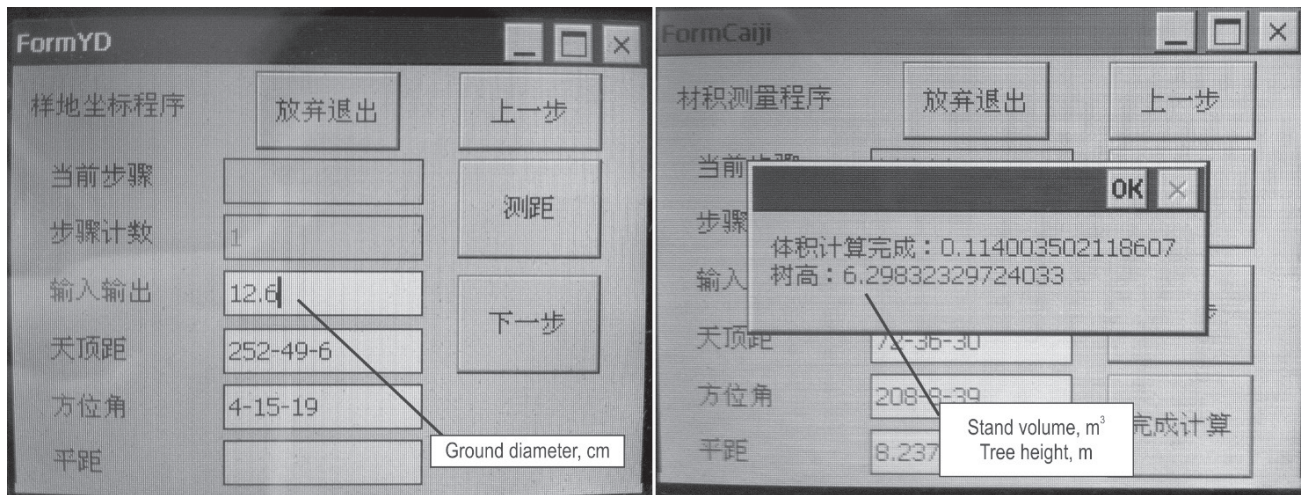 FormYD
样地坐标程序
放弃退出
上一步
当前步骤
测距
步骤计数
1
输入输出
12.6
下一步
天顶距
252-49-6
方位角
4-15-19
平距
Ground diameter, cm
FormCaiji
材积测量程序
放弃退出
上一步
当前步骤
OK
步骤
体积计算完成：0.114003502118607
树高：6.29832329724033
输入
天顶距
72-36-30
方位角
208-8-39
完成计算
平距
8.237
Stand volume, m³
Tree height, m